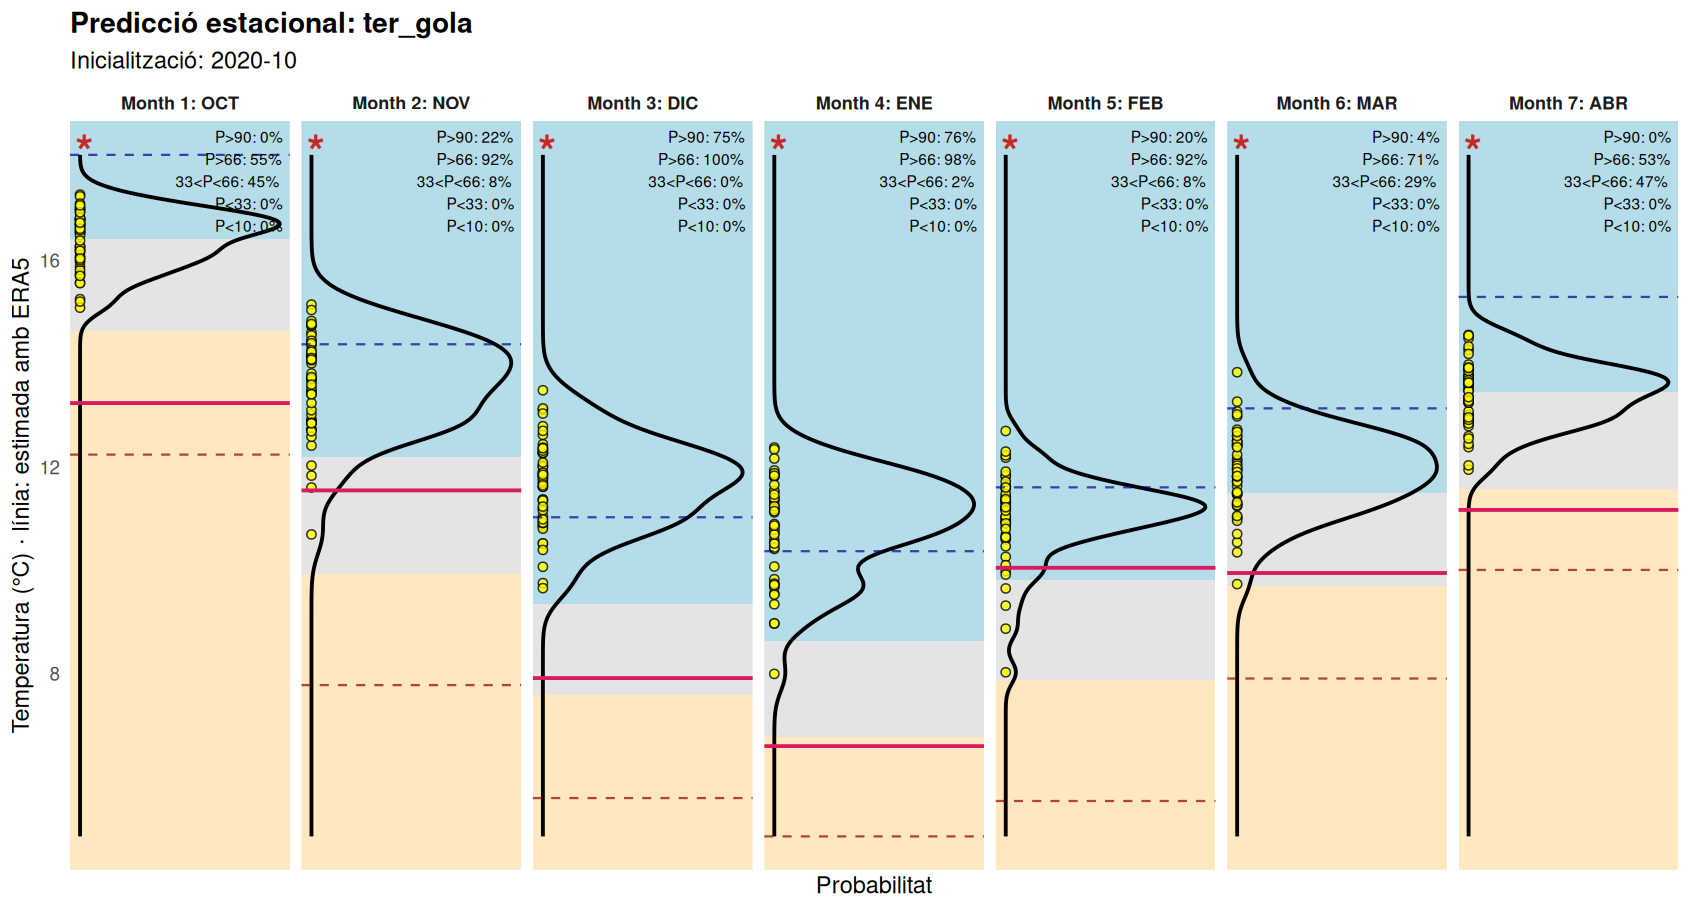 Predicció estacional: ter_gola
Inicialització: 2020-10
Month 1: OCT
Month 2: NOV
Month 3: DIC
Month 4: ENE
Month 5: FEB
Month 6: MAR
Month 7: ABR
*
P>90: 0%
P>66: 55%
33<P<66: 45%
P<33: 0%
P<10: 0%
*
P>90: 22%
P>66: 92%
33<P<66: 8%
P<33: 0%
P<10: 0%
*
P>90: 75%
P>66: 100%
33<P<66: 0%
P<33: 0%
P<10: 0%
*
P>90: 76%
P>66: 98%
33<P<66: 2%
P<33: 0%
P<10: 0%
*
P>90: 20%
P>66: 92%
33<P<66: 8%
P<33: 0%
P<10: 0%
*
P>90: 4%
P>66: 71%
33<P<66: 29%
P<33: 0%
P<10: 0%
*
P>90: 0%
P>66: 53%
33<P<66: 47%
P<33: 0%
P<10: 0%
16
12
8
Temperatura (°C) · línia: estimada amb ERA5
Probabilitat